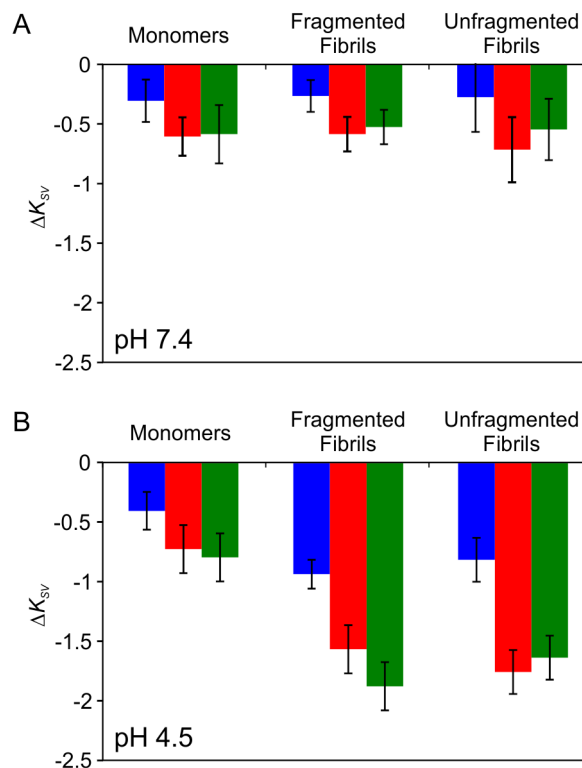 A
Monomers
Fragmented
Fibrils
Unfragmented
Fibrils
0
-0.5
-1
-1.5
-2
-2.5
ΔKsv
pH 7.4
B
Monomers
Fragmented
Fibrils
Unfragmented
Fibrils
0
-0.5
-1
-1.5
-2
-2.5
ΔKsv
pH 4.5